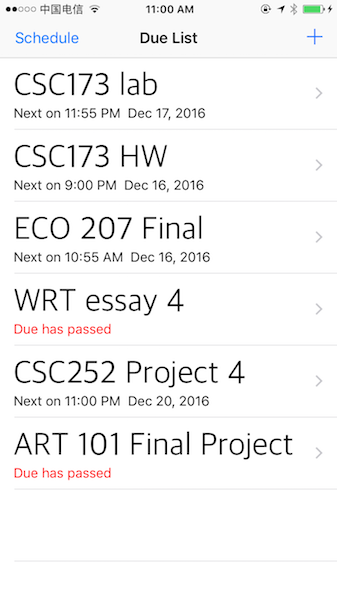 中国电信 11:00 AM
Schedule Due List +
CSC173 lab
Next on 11:55 PM Dec 17, 2016
CSC173 HW
Next on 9:00 PM Dec 16, 2016
ECO 207 Final
Next on 10:55 AM Dec 16, 2016
WRT essay 4
Due has passed
CSC252 Project 4
Next on 11:00 PM Dec 20, 2016
ART 101 Final Project
Due has passed